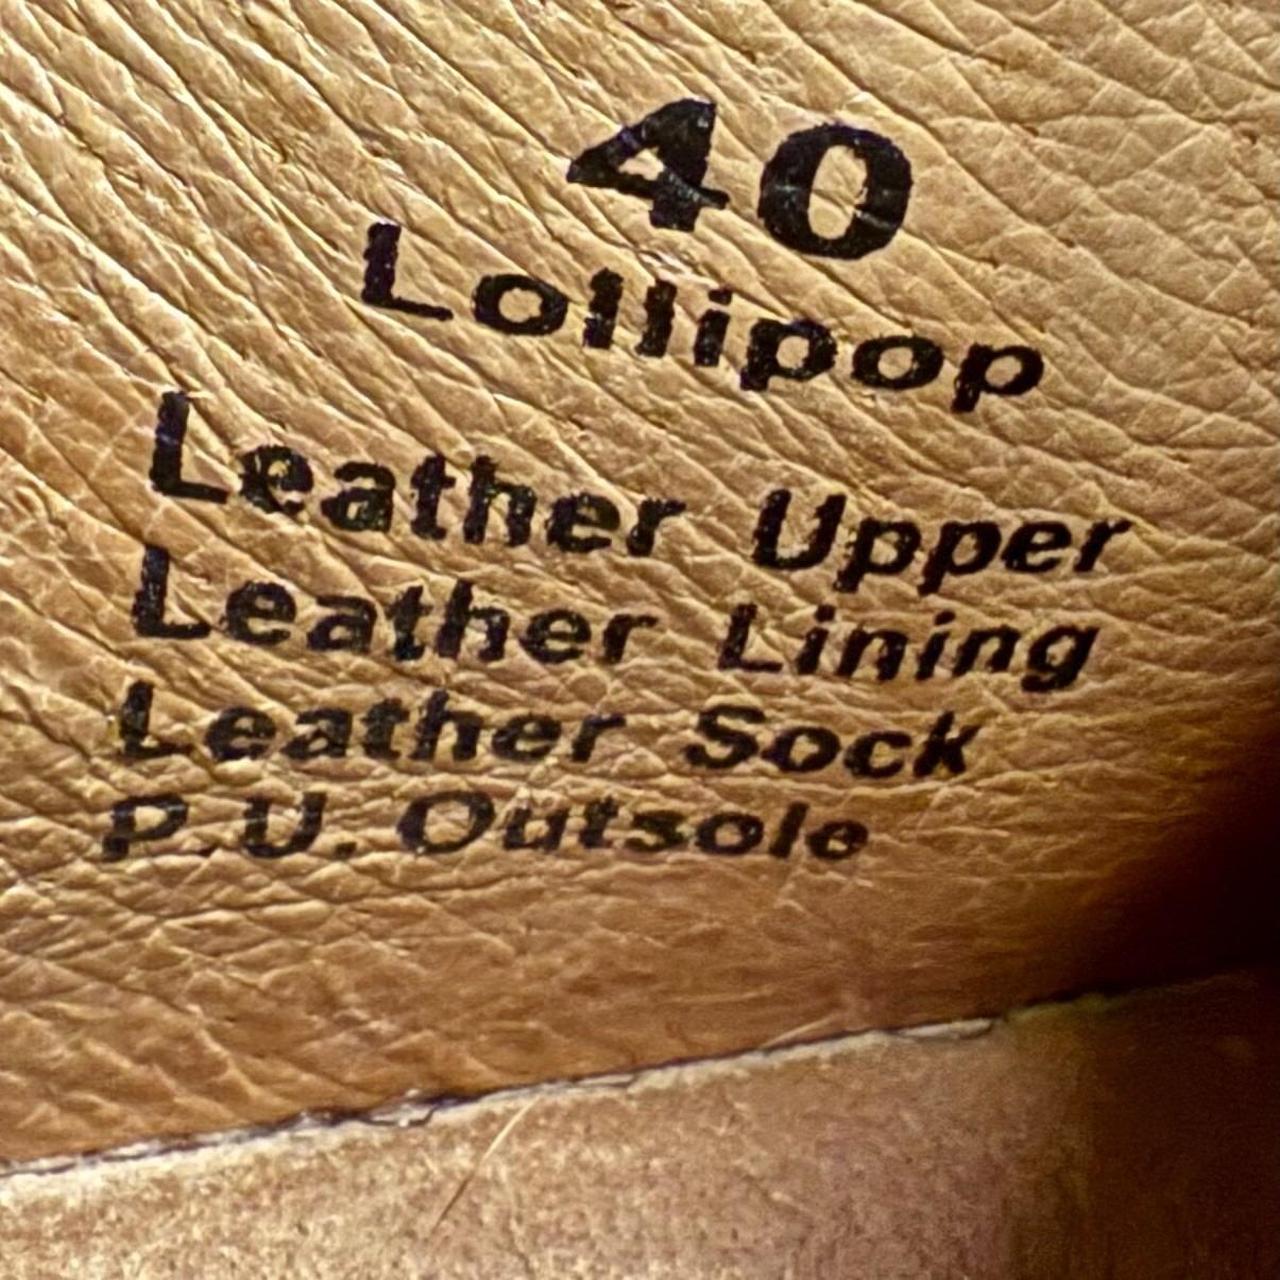 40
Lollipop
Leather Upper
Leather Lining
Leather Sock
P.U. Outsole